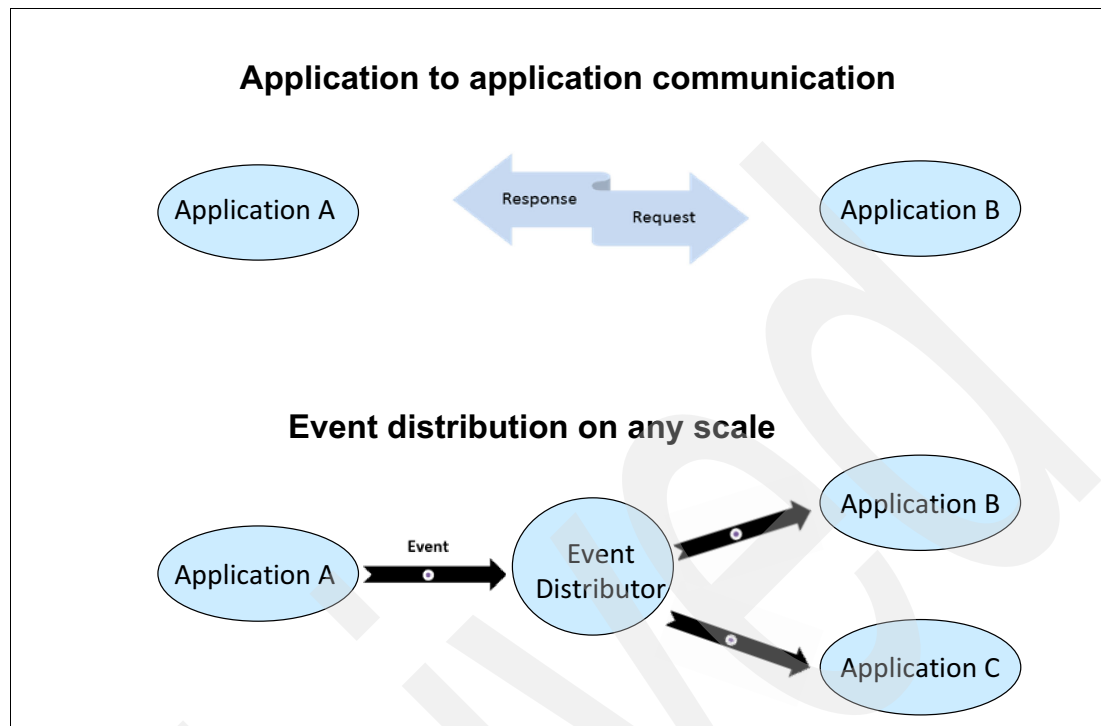 Application to application communication
Application A
Response
Request
Application B
Event distribution on any scale
Application A
Event
Event
Distributor
Application B
Application C